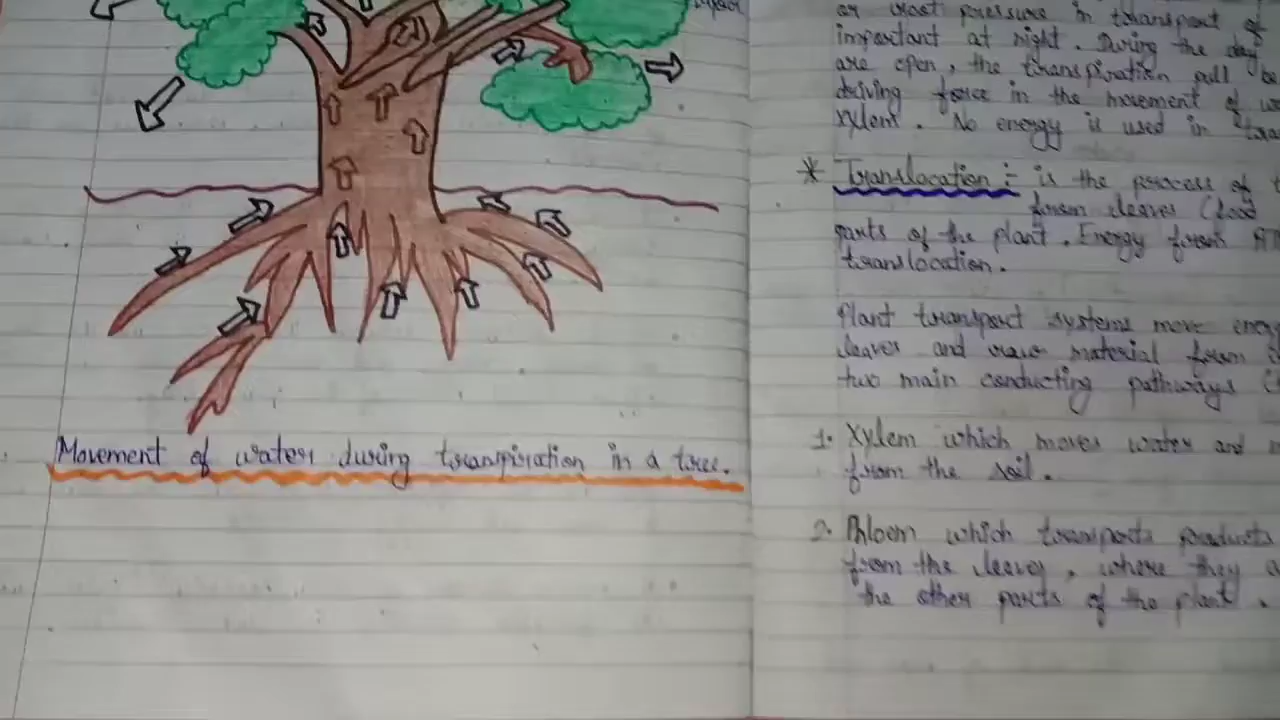 Movement of water during transpiration in a tree.
or root pressure in transport of
important at night. During the day
are open, the transpiration pull be
driving force in the movement of
xylem. No energy is used in
* Translocation :- is the process of
from leaves (food
parts of the plant. Energy from AT
translocation.
Plant transport systems move energ
leaves and raw material from
two main conducting pathways
1. Xylem which moves water and
from the soil.
2. Phloem which transports products
from the leaves, where they a
the other parts of the plant.